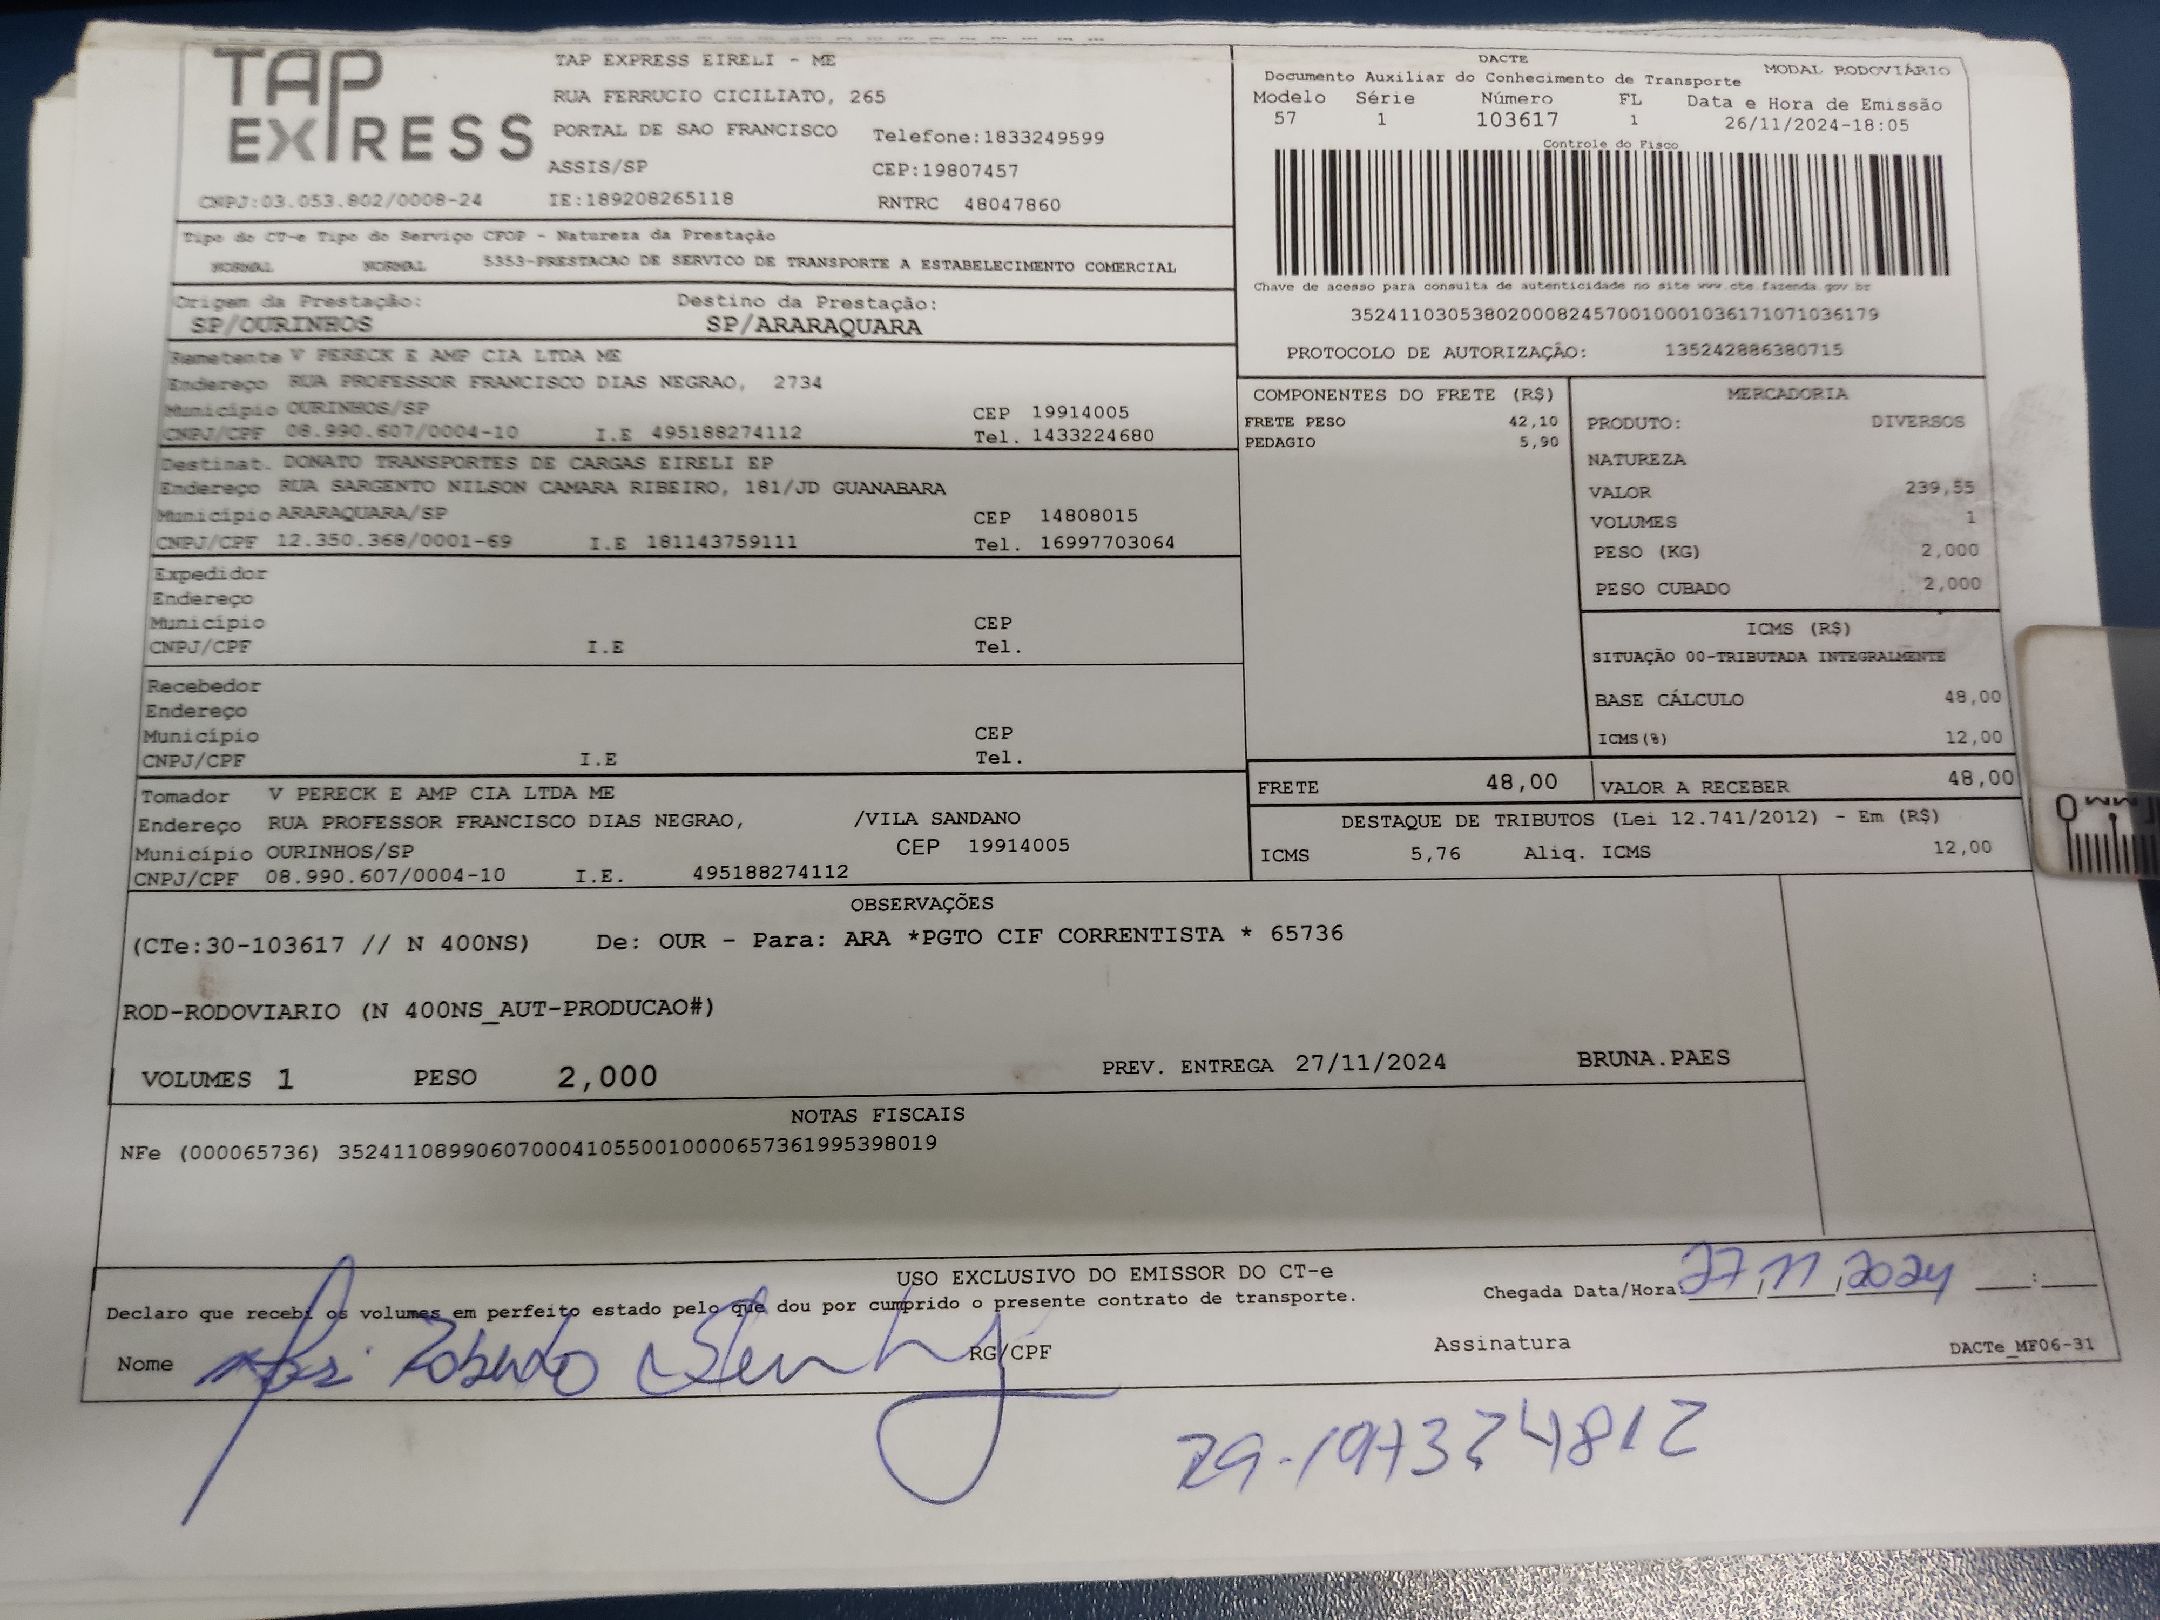 TAP EXPRESS
TAP EXPRESS EIRELI - ME
RUA FERRUCIO CICILIATO, 265
PORTAL DE SAO FRANCISCO Telefone:1833249599
ASSIS/SP CEP:19807457
CNPJ:03.053.802/0008-24 IE:189208265118 RNTRC 48047860
DACTE
Documento Auxiliar do Conhecimento de Transporte MODAL RODOVIÁRIO
Modelo Série Número FL Data e Hora de Emissão
57 1 103617 1 26/11/2024-18:05
Controle do Fisco
Chave de acesso para consulta de autenticidade no site www.cte.fazenda.gov br
35241103053802000824570010001036171071036179
PROTOCOLO DE AUTORIZAÇÃO: 135242886380715
Tipo do CT-e Tipo do Serviço CFOP - Natureza da Prestação
NORMAL NORMAL 5353-PRESTACAO DE SERVICO DE TRANSPORTE A ESTABELECIMENTO COMERCIAL
Origem da Prestação: Destino da Prestação:
SP/OURINHOS SP/ARARAQUARA
Remetente V PERECK E AMP CIA LTDA ME
Endereço RUA PROFESSOR FRANCISCO DIAS NEGRAO, 2734
Município OURINHOS/SP CEP 19914005
CNPJ/CPF 08.990.607/0004-10 I.E 495188274112 Tel. 1433224680
Destinat. DONATO TRANSPORTES DE CARGAS EIRELI EP
Endereço RUA SARGENTO NILSON CAMARA RIBEIRO, 181/JD GUANABARA
Município ARARAQUARA/SP CEP 14808015
CNPJ/CPF 12.350.368/0001-69 I.E 181143759111 Tel. 16997703064
Expedidor
Endereço
Município CEP
CNPJ/CPF I.E Tel.
Recebedor
Endereço
Município CEP
CNPJ/CPF I.E Tel.
Tomador V PERECK E AMP CIA LTDA ME
Endereço RUA PROFESSOR FRANCISCO DIAS NEGRAO, /VILA SANDANO
Município OURINHOS/SP CEP 19914005
CNPJ/CPF 08.990.607/0004-10 I.E. 495188274112
COMPONENTES DO FRETE (R$)
FRETE PESO 42,10
PEDAGIO 5,90
MERCADORIA
PRODUTO: DIVERSOS
NATUREZA
VALOR 239,55
VOLUMES 1
PESO (KG) 2,000
PESO CUBADO 2,000
ICMS (R$)
SITUAÇÃO 00-TRIBUTADA INTEGRALMENTE
BASE CÁLCULO 48,00
ICMS(%) 12,00
FRETE 48,00 VALOR A RECEBER 48,00
DESTAQUE DE TRIBUTOS (Lei 12.741/2012) - Em (R$)
ICMS 5,76 Aliq. ICMS 12,00
OBSERVAÇÕES
(CTe:30-103617 // N 400NS) De: OUR - Para: ARA *PGTO CIF CORRENTISTA * 65736
ROD-RODOVIARIO (N 400NS_AUT-PRODUCAO#)
VOLUMES 1 PESO 2,000 PREV. ENTREGA 27/11/2024 BRUNA.PAES
NOTAS FISCAIS
NFe (000065736) 35241108990607000410550010000657361995398019
USO EXCLUSIVO DO EMISSOR DO CT-e
Declaro que recebi os volumes em perfeito estado pelo que dou por cumprido o presente contrato de transporte. Chegada Data/Hora: 27/11/2024 __:__
Nome Roberto RG/CPF Assinatura DACTe_MF06-31
0